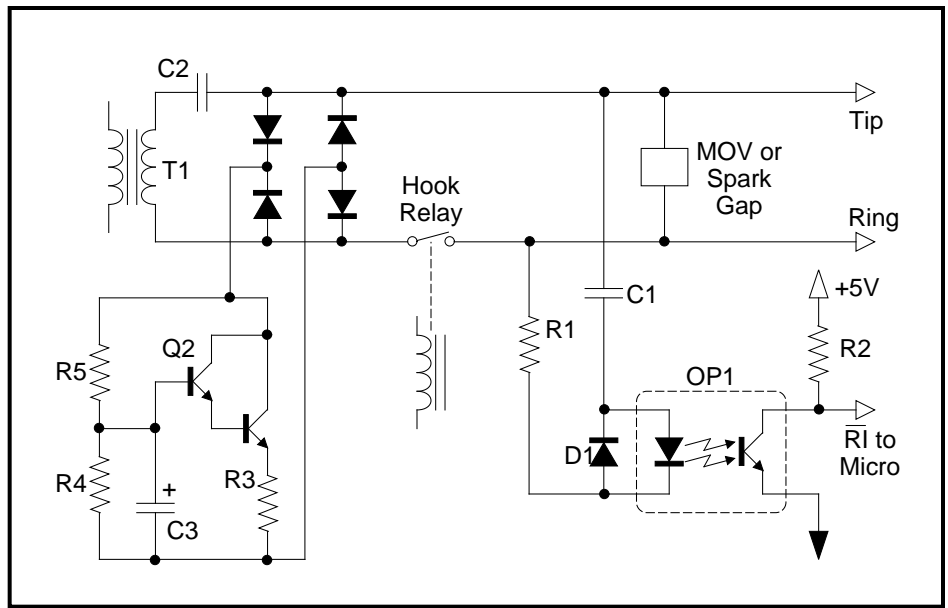 C2
T1
Tip
MOV or
Spark
Gap
Hook
Relay
Ring
+5V
C1
R1
R2
Q2
R5
OP1
R̅I̅ to
Micro
D1
R4
+
R3
C3